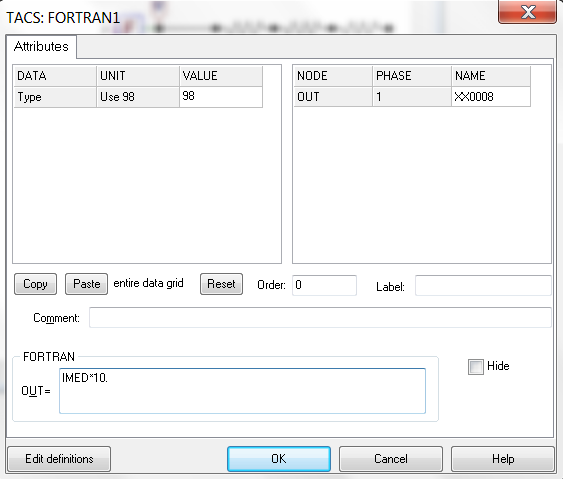 TACS: FORTRAN1
Attributes
DATA UNIT VALUE
Type Use 98 98
NODE PHASE NAME
OUT 1 XX0008
Copy Paste entire data grid Reset Order: 0 Label:
Comment:
FORTRAN
OUT= IMED*10.
Hide
Edit definitions OK Cancel Help